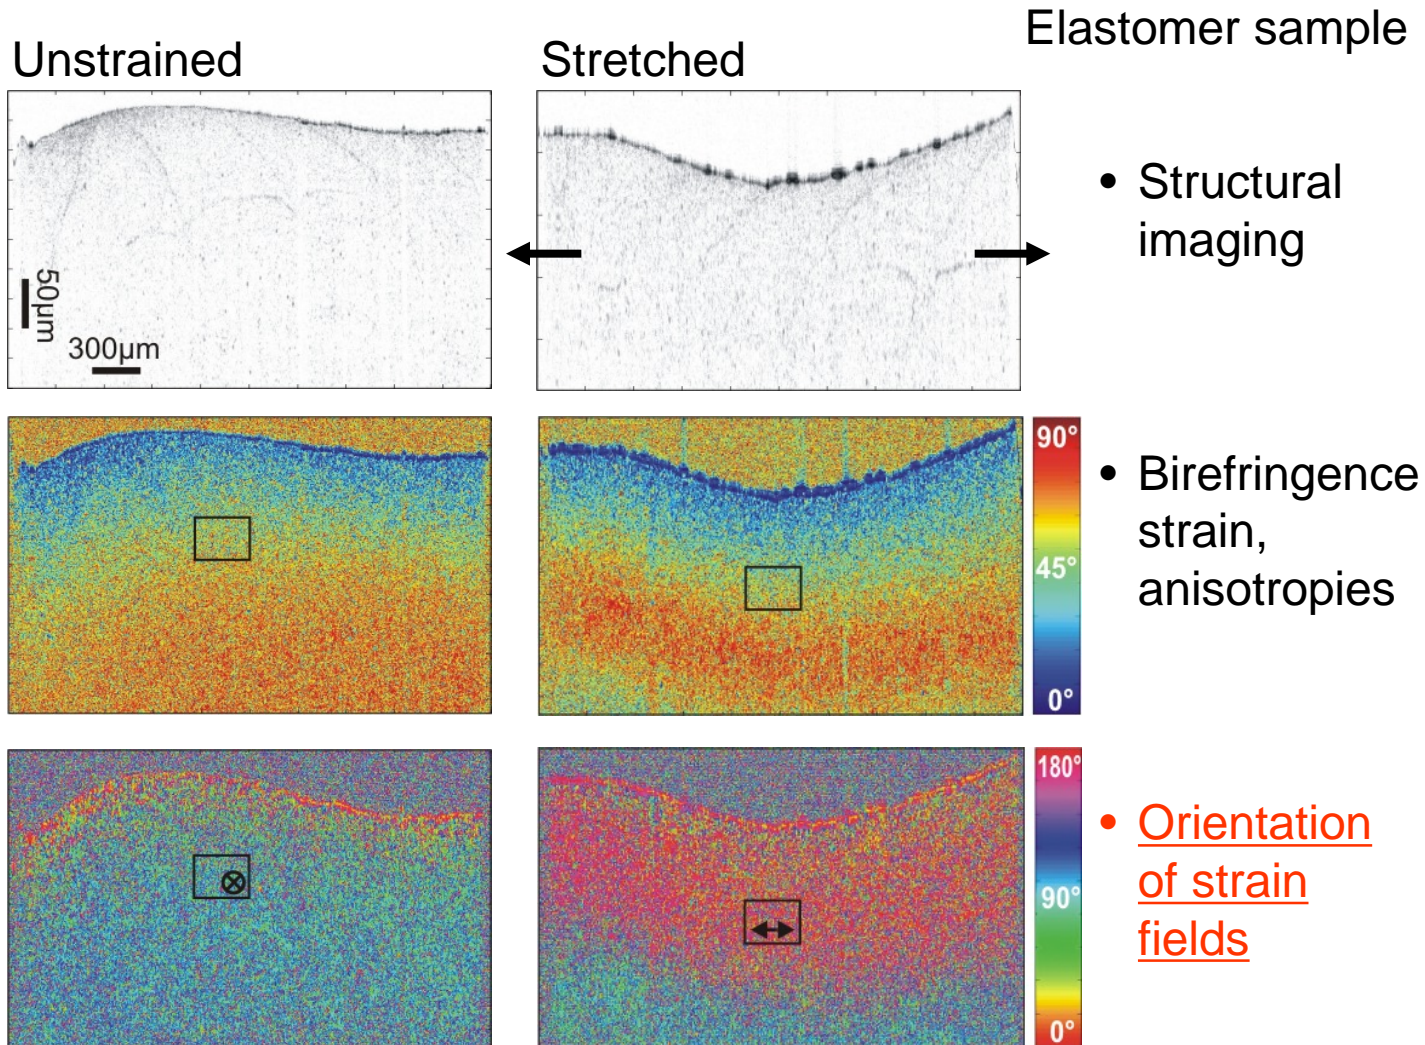 Elastomer sample
Unstrained
Stretched
50µm
300µm
• Structural
imaging
90°
45°
0°
• Birefringence
strain,
anisotropies
180°
90°
0°
• Orientation
of strain
fields